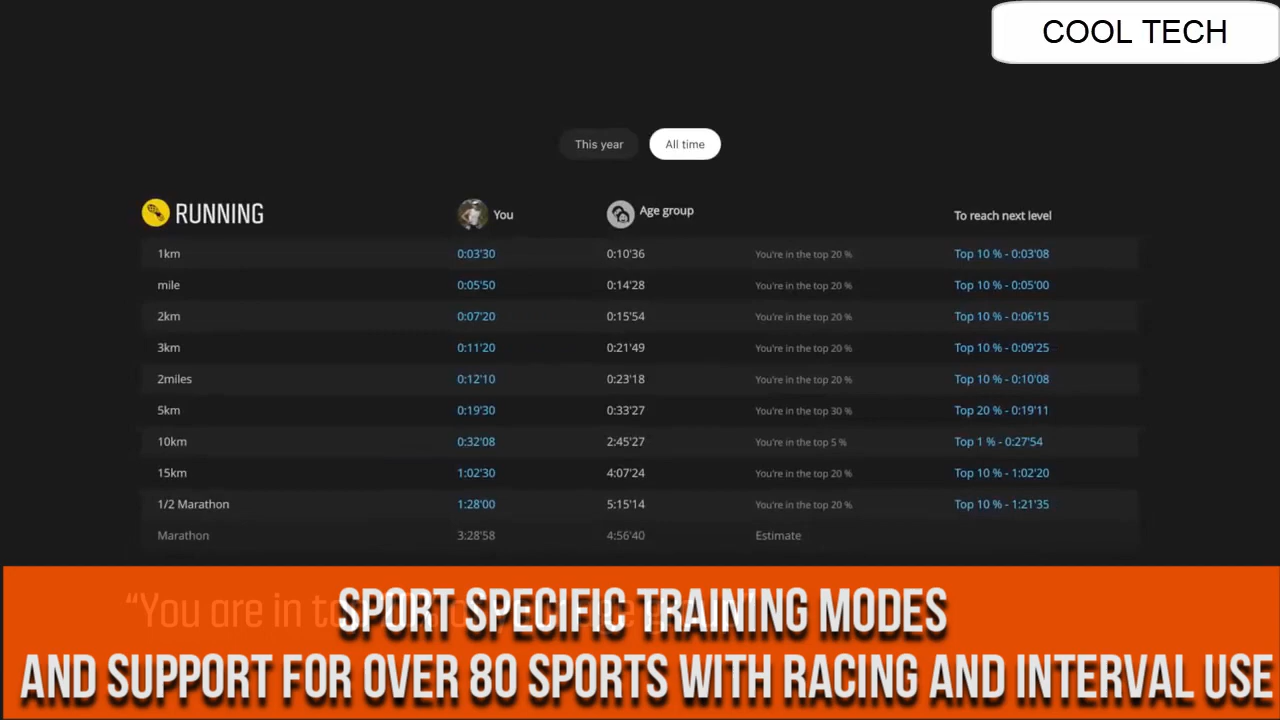 COOL TECH
This year All time
RUNNING You Age group To reach next level
1km 0:03'30 0:10'36 You're in the top 20 % Top 10 % - 0:03'08
mile 0:05'50 0:14'28 You're in the top 20 % Top 10 % - 0:05'00
2km 0:07'20 0:15'54 You're in the top 20 % Top 10 % - 0:06'15
3km 0:11'20 0:21'49 You're in the top 20 % Top 10 % - 0:09'25
2miles 0:12'10 0:23'18 You're in the top 20 % Top 10 % - 0:10'08
5km 0:19'30 0:33'27 You're in the top 30 % Top 20 % - 0:19'11
10km 0:32'08 2:45'27 You're in the top 5 % Top 1 % - 0:27'54
15km 1:02'30 4:07'24 You're in the top 20 % Top 10 % - 1:02'20
1/2 Marathon 1:28'00 5:15'14 You're in the top 20 % Top 10 % - 1:21'35
Marathon 3:28'58 4:56'40 Estimate
“You are in
SPORT SPECIFIC TRAINING MODES
AND SUPPORT FOR OVER 80 SPORTS WITH RACING AND INTERVAL USE